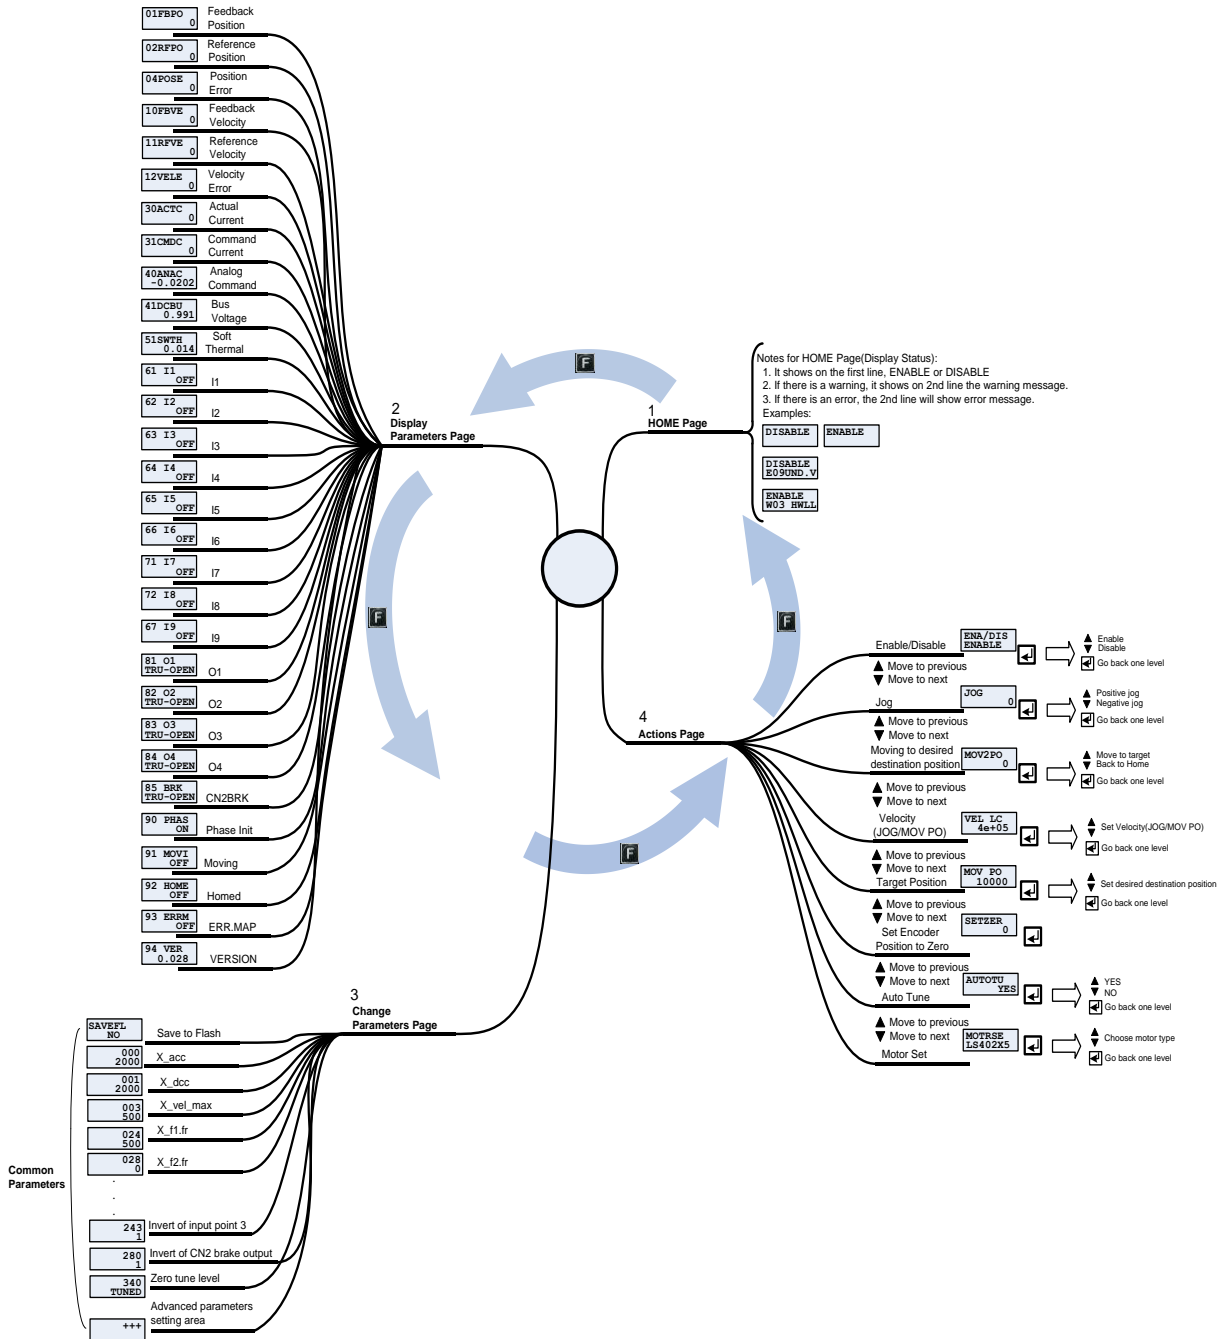 01FBPO
0
Feedback
Position
02RFPO
0
Reference
Position
04POSE
0
Position
Error
10FBVE
0
Feedback
Velocity
11RFVE
0
Reference
Velocity
12VELE
0
Velocity
Error
30ACTC
0
Actual
Current
31CMDC
0
Command
Current
40ANAC
-0.0202
Analog
Command
41DCBU
0.991
Bus
Voltage
51SWTH
0.014
Soft
Thermal
61 I1
OFF
I1
62 I2
OFF
I2
63 I3
OFF
I3
64 I4
OFF
I4
65 I5
OFF
I5
66 I6
OFF
I6
71 I7
OFF
I7
72 I8
OFF
I8
67 I9
OFF
I9
81 O1
TRU-OPEN
O1
82 O2
TRU-OPEN
O2
83 O3
TRU-OPEN
O3
84 O4
TRU-OPEN
O4
85 BRK
TRU-OPEN
CN2BRK
90 PHAS
ON
Phase Init
91 MOVI
OFF
Moving
92 HOME
OFF
Homed
93 ERRM
OFF
ERR.MAP
94 VER
0.028
VERSION
2
Display
Parameters Page
F
F
F
F
1
HOME Page
Notes for HOME Page(Display Status):
1. It shows on the first line, ENABLE or DISABLE
2. If there is a warning, it shows on 2nd line the warning message.
3. If there is an error, the 2nd line will show error message.
Examples:
DISABLE
ENABLE
DISABLE
E09UND.V
ENABLE
W03 HWLL
4
Actions Page
Enable/Disable
ENA/DIS
ENABLE
▲ Enable
▼ Disable
Go back one level
▲ Move to previous
▼ Move to next
Jog
JOG
0
▲ Positive jog
▼ Negative jog
Go back one level
▲ Move to previous
▼ Move to next
Moving to desired
destination position
MOV2PO
0
▲ Move to target
▼ Back to Home
Go back one level
▲ Move to previous
▼ Move to next
Velocity
(JOG/MOV PO)
VEL LC
4e+05
▲
▼
Set Velocity(JOG/MOV PO)
Go back one level
▲ Move to previous
▼ Move to next
Target Position
MOV PO
10000
▲
▼
Set desired destination position
Go back one level
▲ Move to previous
▼ Move to next
Set Encoder
Position to Zero
SETZER
0
▲ Move to previous
▼ Move to next
Auto Tune
AUTOTU
YES
▲ YES
▼ NO
Go back one level
▲ Move to previous
▼ Move to next
Motor Set
MOTRSE
LS402X5
▲
▼
Choose motor type
Go back one level
3
Change
Parameters Page
Common
Parameters
SAVEFL
NO
Save to Flash
000
2000
X_acc
001
2000
X_dcc
003
500
X_vel_max
024
500
X_f1.fr
028
0
X_f2.fr
.
.
.
243
1
Invert of input point 3
280
1
Invert of CN2 brake output
340
TUNED
Zero tune level
+++
Advanced parameters
setting area